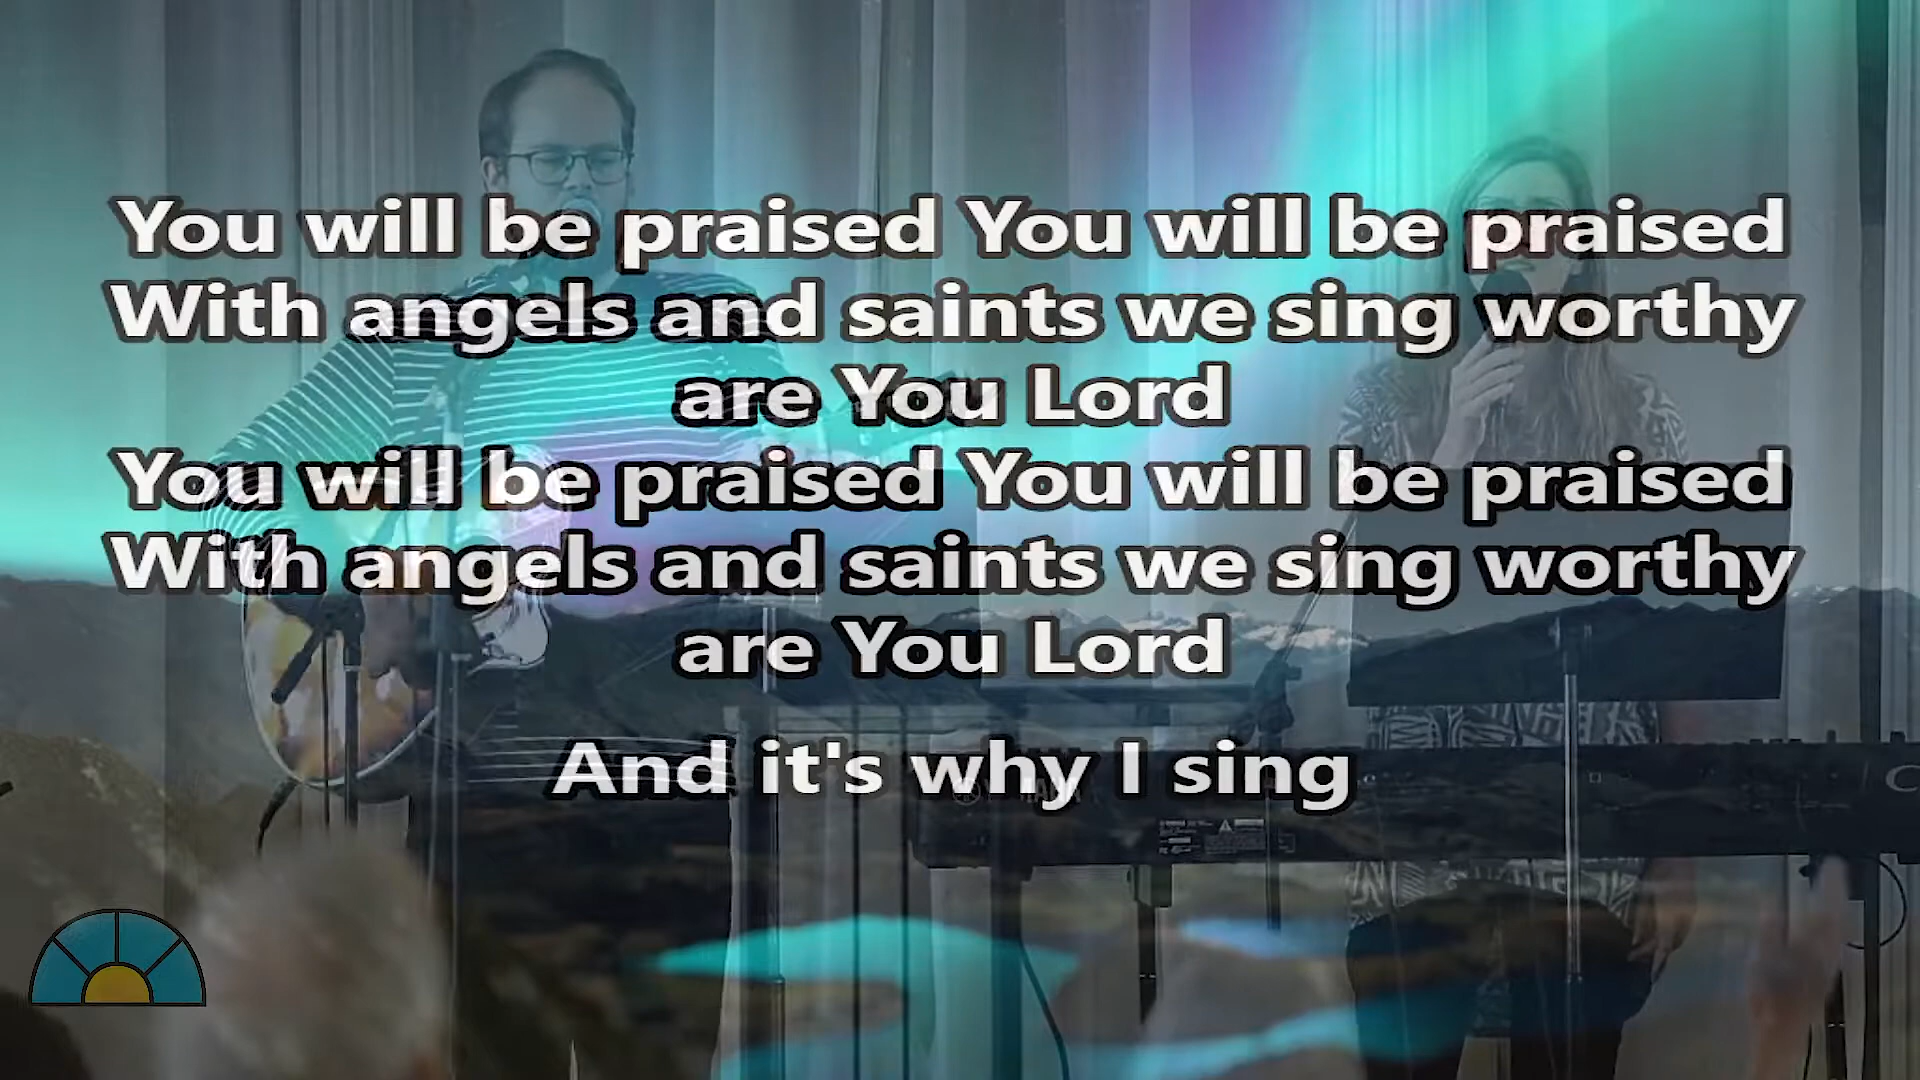 You will be praised You will be praised
With angels and saints we sing worthy
are You Lord
You will be praised You will be praised
With angels and saints we sing worthy
are You Lord
And it's why I sing